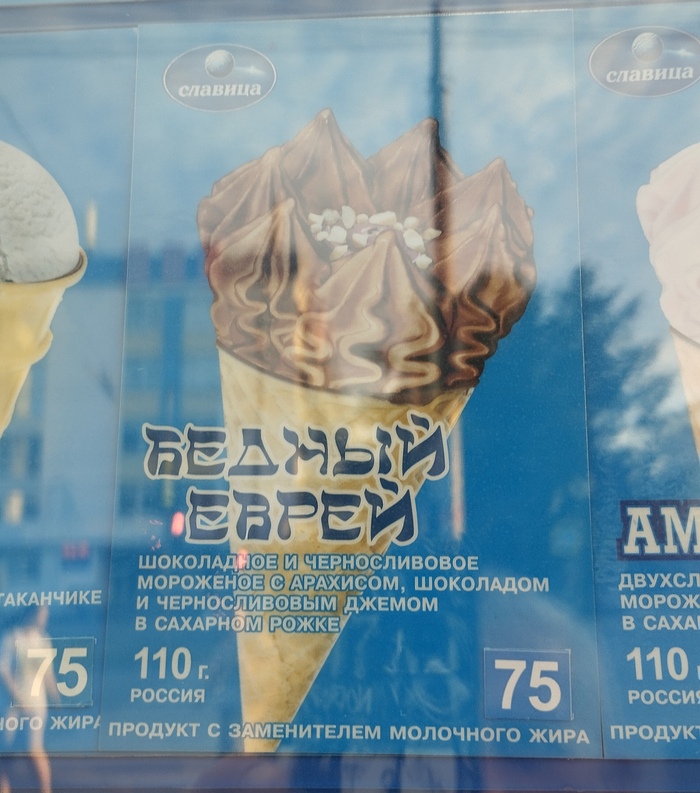 славица
славица
БЕДНЫЙ
ЕВРЕЙ
ШОКОЛАДНОЕ И ЧЕРНОСЛИВОВОЕ
МОРОЖЕНОЕ С АРАХИСОМ, ШОКОЛАДОМ
И ЧЕРНОСЛИВОВЫМ ДЖЕМОМ
В САХАРНОМ РОЖКЕ
110 г.
РОССИЯ
75
ПРОДУКТ С ЗАМЕНИТЕЛЕМ МОЛОЧНОГО ЖИРА
ТАКАНЧИКЕ
75
НОГО ЖИРА
АМ
ДВУХСЛ
МОРОЖ
В САХА
110
РОССИЯ
ПРОДУКТ